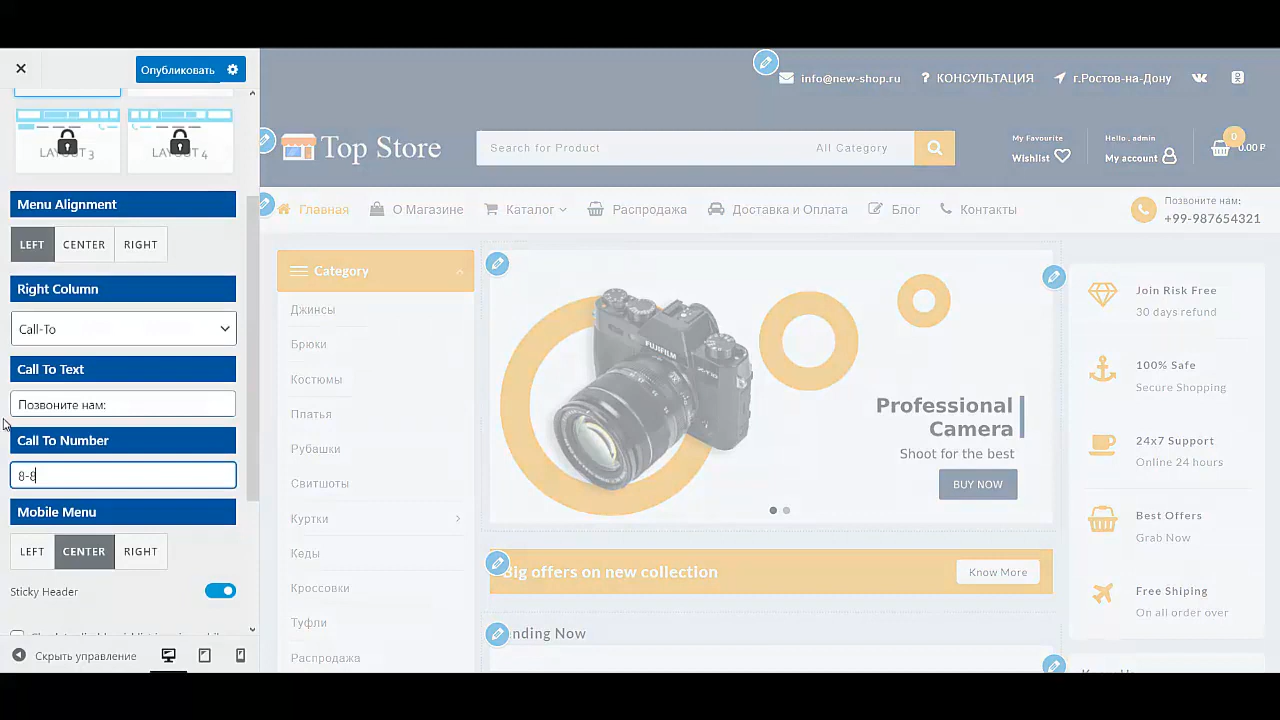 Опубликовать
LAYOUT 3
LAYOUT 4
Menu Alignment
LEFT
CENTER
RIGHT
Right Column
Call-To
Call To Text
Позвоните нам:
Call To Number
8-8
Mobile Menu
LEFT
CENTER
RIGHT
Sticky Header
Скрыть управление
info@new-shop.ru
? КОНСУЛЬТАЦИЯ
г.Ростов-на-Дону
Top Store
Search for Product
All Category
My Favourite
Wishlist
Hello , admin
My account
0
0.00 ₽
Главная
О Магазине
Каталог
Распродажа
Доставка и Оплата
Блог
Контакты
Позвоните нам:
+99-987654321
Category
Джинсы
Брюки
Костюмы
Платья
Рубашки
Свитшоты
Куртки
Кеды
Кроссовки
Туфли
Распродажа
FUJIFILM
Professional
Camera
Shoot for the best
BUY NOW
Big offers on new collection
Know More
nding Now
Join Risk Free
30 days refund
100% Safe
Secure Shopping
24x7 Support
Online 24 hours
Best Offers
Grab Now
Free Shiping
On all order over